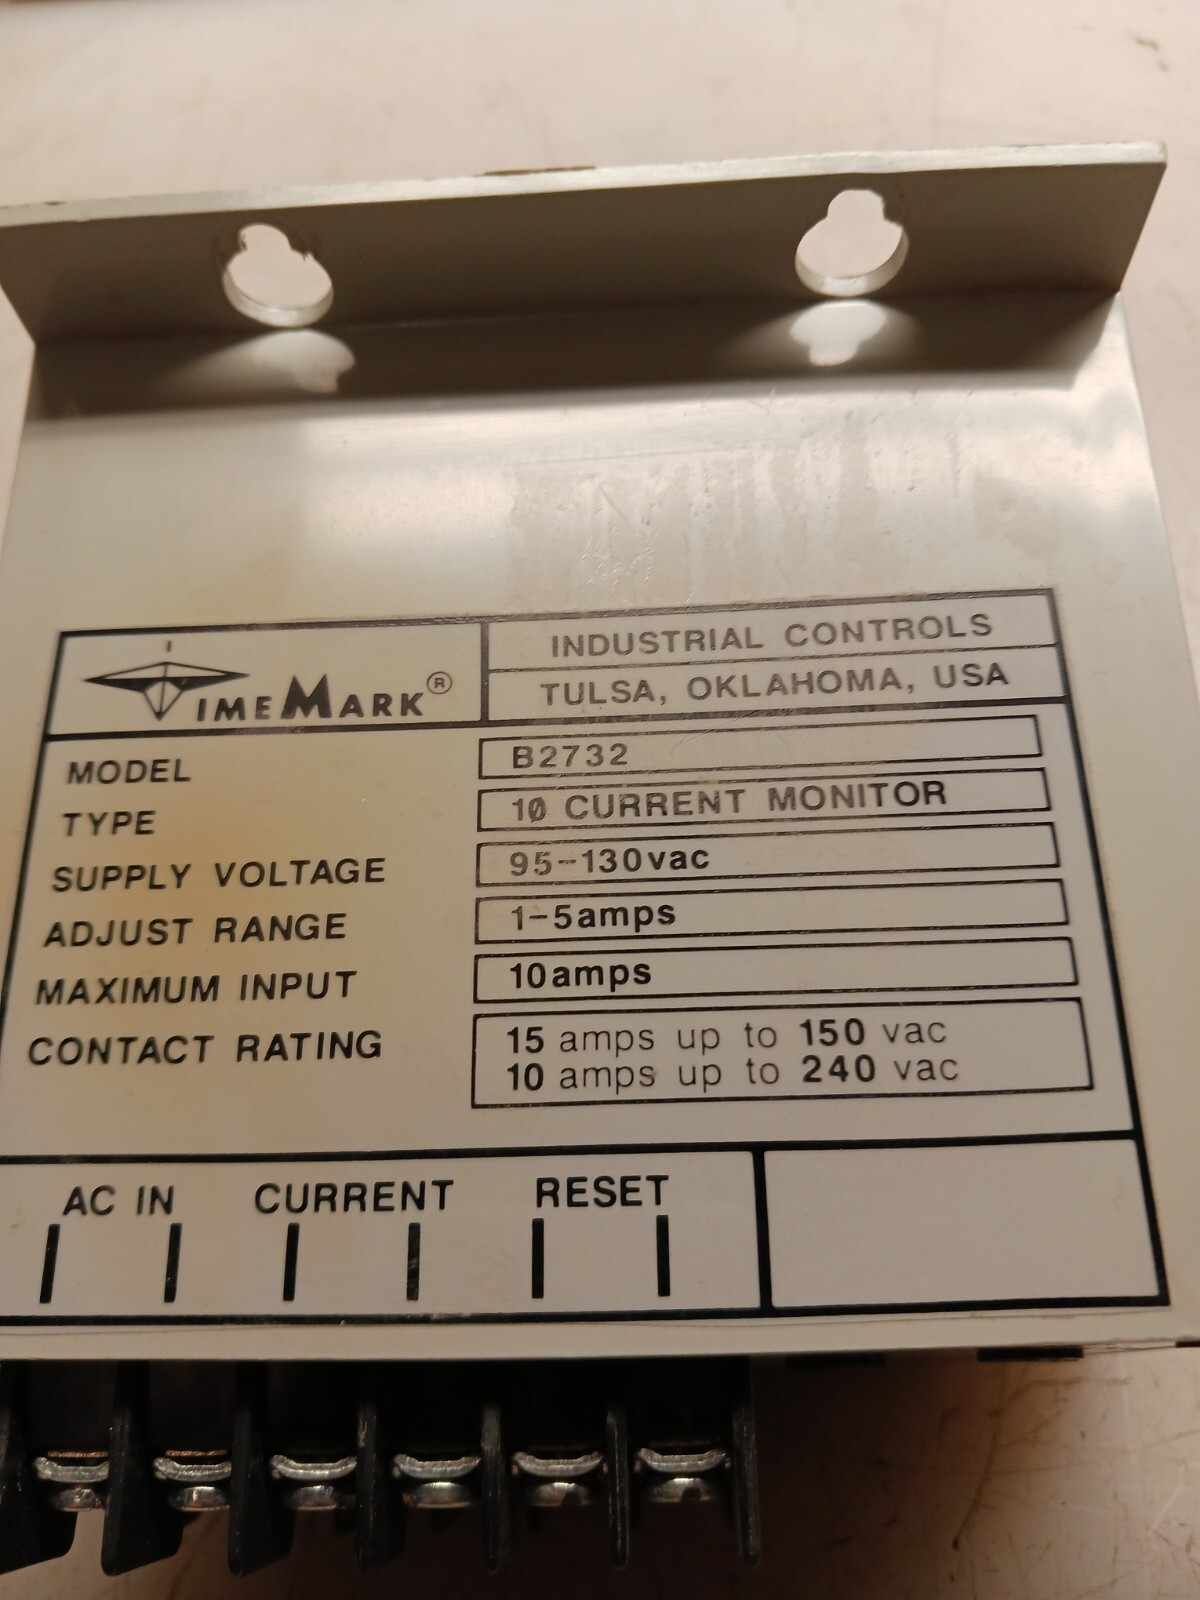 TIMEMARK®
INDUSTRIAL CONTROLS
TULSA, OKLAHOMA, USA
MODEL B2732
TYPE 1Ø CURRENT MONITOR
SUPPLY VOLTAGE 95-130vac
ADJUST RANGE 1-5amps
MAXIMUM INPUT 10amps
CONTACT RATING 15 amps up to 150 vac
10 amps up to 240 vac
AC IN CURRENT RESET